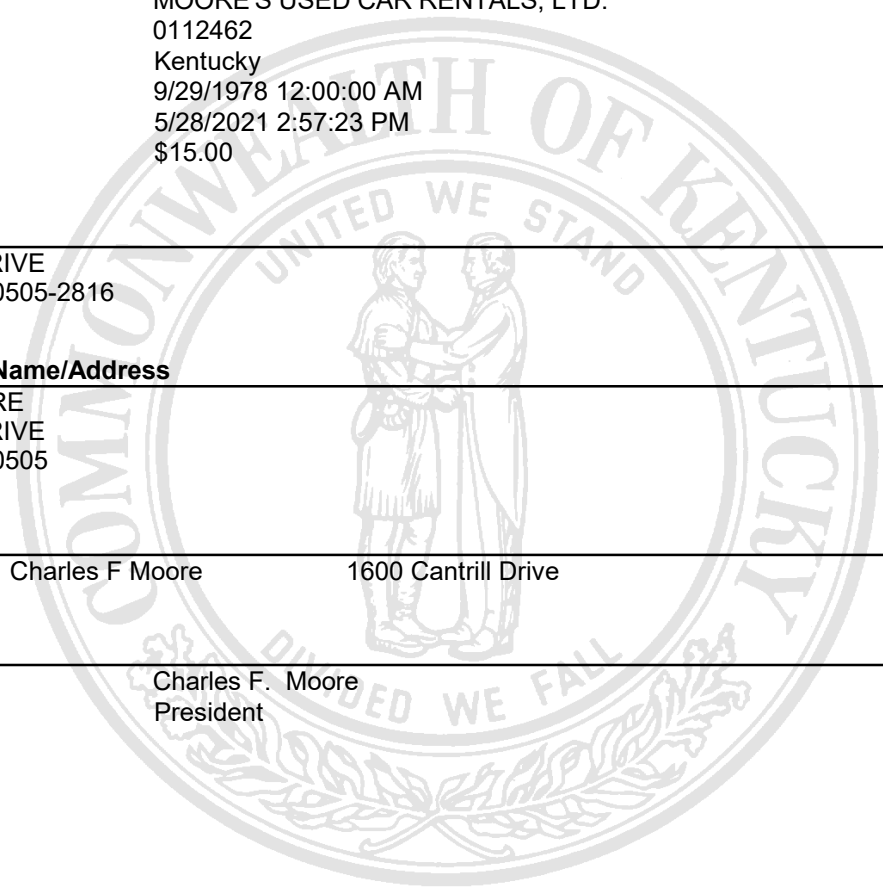 MOORE'S USED CAR RENTALS, LTD.
0112462
Kentucky
9/29/1978 12:00:00 AM
5/28/2021 2:57:23 PM
$15.00
COMMONWEALTH OF KENTUCKY
UNITED WE STAND
RIVE
0505-2816
Name/Address
RE
RIVE
0505
Charles F Moore 1600 Cantrill Drive
Charles F. Moore
President
DIVIDED WE FALL